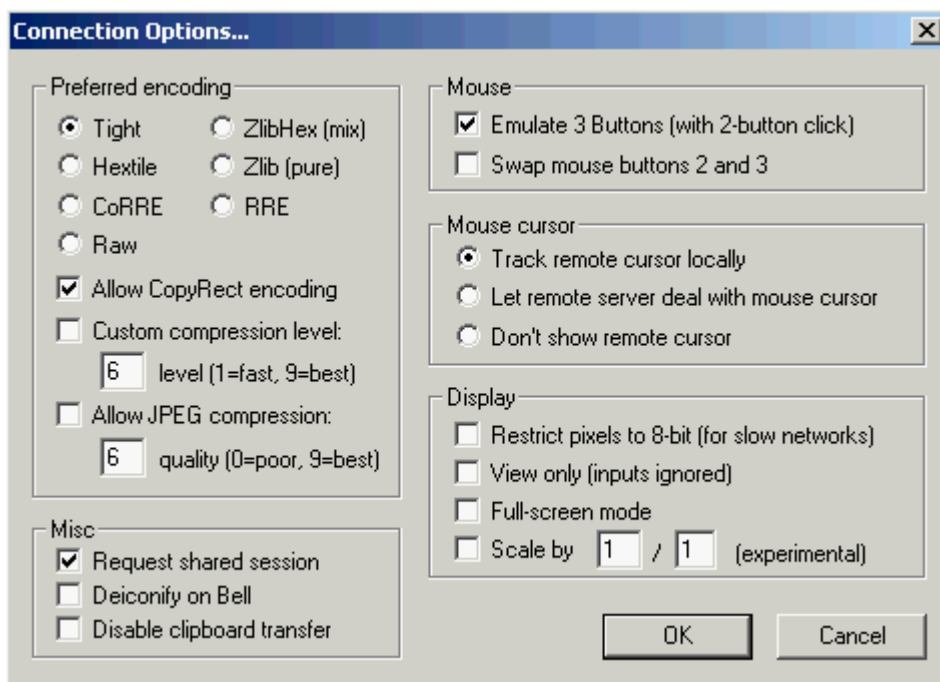 Connection Options...
Preferred encoding
Tight
ZlibHex (mix)
Hextile
Zlib (pure)
CoRRE
RRE
Raw
Allow CopyRect encoding
Custom compression level:
6 level (1=fast, 9=best)
Allow JPEG compression:
6 quality (0=poor, 9=best)
Misc
Request shared session
Deiconify on Bell
Disable clipboard transfer
Mouse
Emulate 3 Buttons (with 2-button click)
Swap mouse buttons 2 and 3
Mouse cursor
Track remote cursor locally
Let remote server deal with mouse cursor
Don't show remote cursor
Display
Restrict pixels to 8-bit (for slow networks)
View only (inputs ignored)
Full-screen mode
Scale by 1 / 1 (experimental)
OK
Cancel